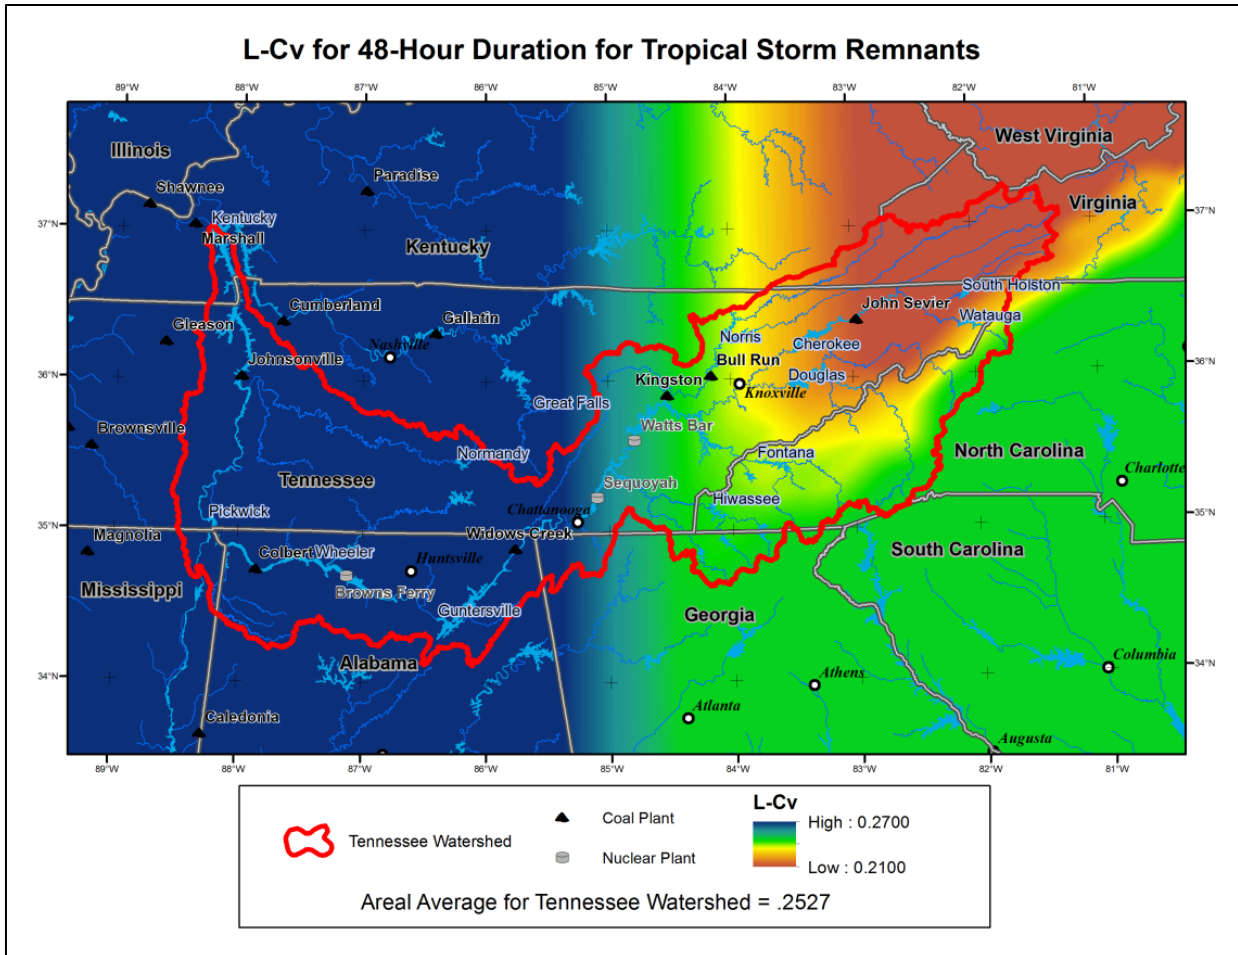 L-Cv for 48-Hour Duration for Tropical Storm Remnants
89°W 88°W 87°W 86°W 85°W 84°W 83°W 82°W 81°W
West Virginia
Illinois
Paradise
Shawnee
Virginia
37°N
Kentucky
37°N
Marshall
Kentucky
South Holston
Cumberland
John Sevier
Gallatin
Watauga
Gleason
Norris
Nashville
Cherokee
36°N
Johnsonville
Bull Run
36°N
Kingston
Douglas
Knoxville
Great Falls
Brownsville
Watts Bar
Normandy
Fontana
North Carolina
Charlotte
Tennessee
Sequoyah
Hiwassee
Pickwick
Chattanooga
35°N
Magnolia
Widows Creek
35°N
Colbert
Wheeler
Huntsville
South Carolina
Mississippi
Browns Ferry
Guntersville
Georgia
Alabama
Columbia
34°N
Athens
34°N
Atlanta
Caledonia
Augusta
89°W 88°W 87°W 86°W 85°W 84°W 83°W 82°W 81°W
L-Cv
Tennessee Watershed
Coal Plant
Nuclear Plant
High : 0.2700
Low : 0.2100
Areal Average for Tennessee Watershed = .2527